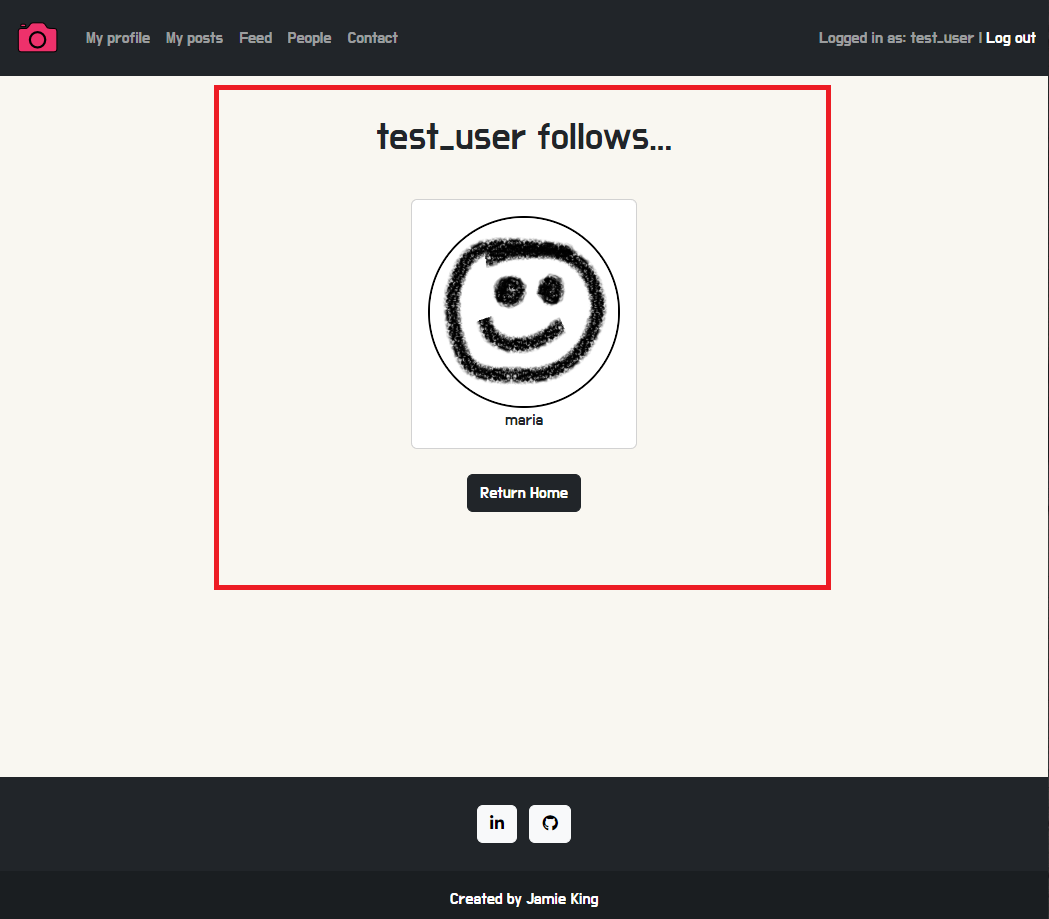 My profile My posts Feed People Contact Logged in as: test_user | Log out
test_user follows...
maria
Return Home
in
Created by Jamie King